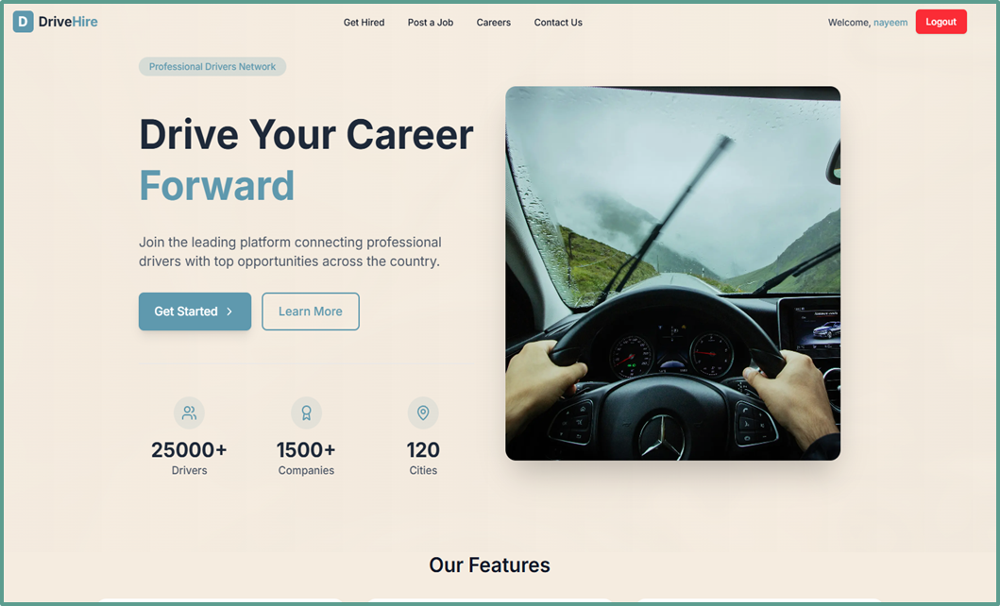 D DriveHire
Get Hired
Post a Job
Careers
Contact Us
Welcome, nayeem
Logout
Professional Drivers Network
Drive Your Career
Forward
Join the leading platform connecting professional
drivers with top opportunities across the country.
Get Started
Learn More
25000+
Drivers
1500+
Companies
120
Cities
Our Features